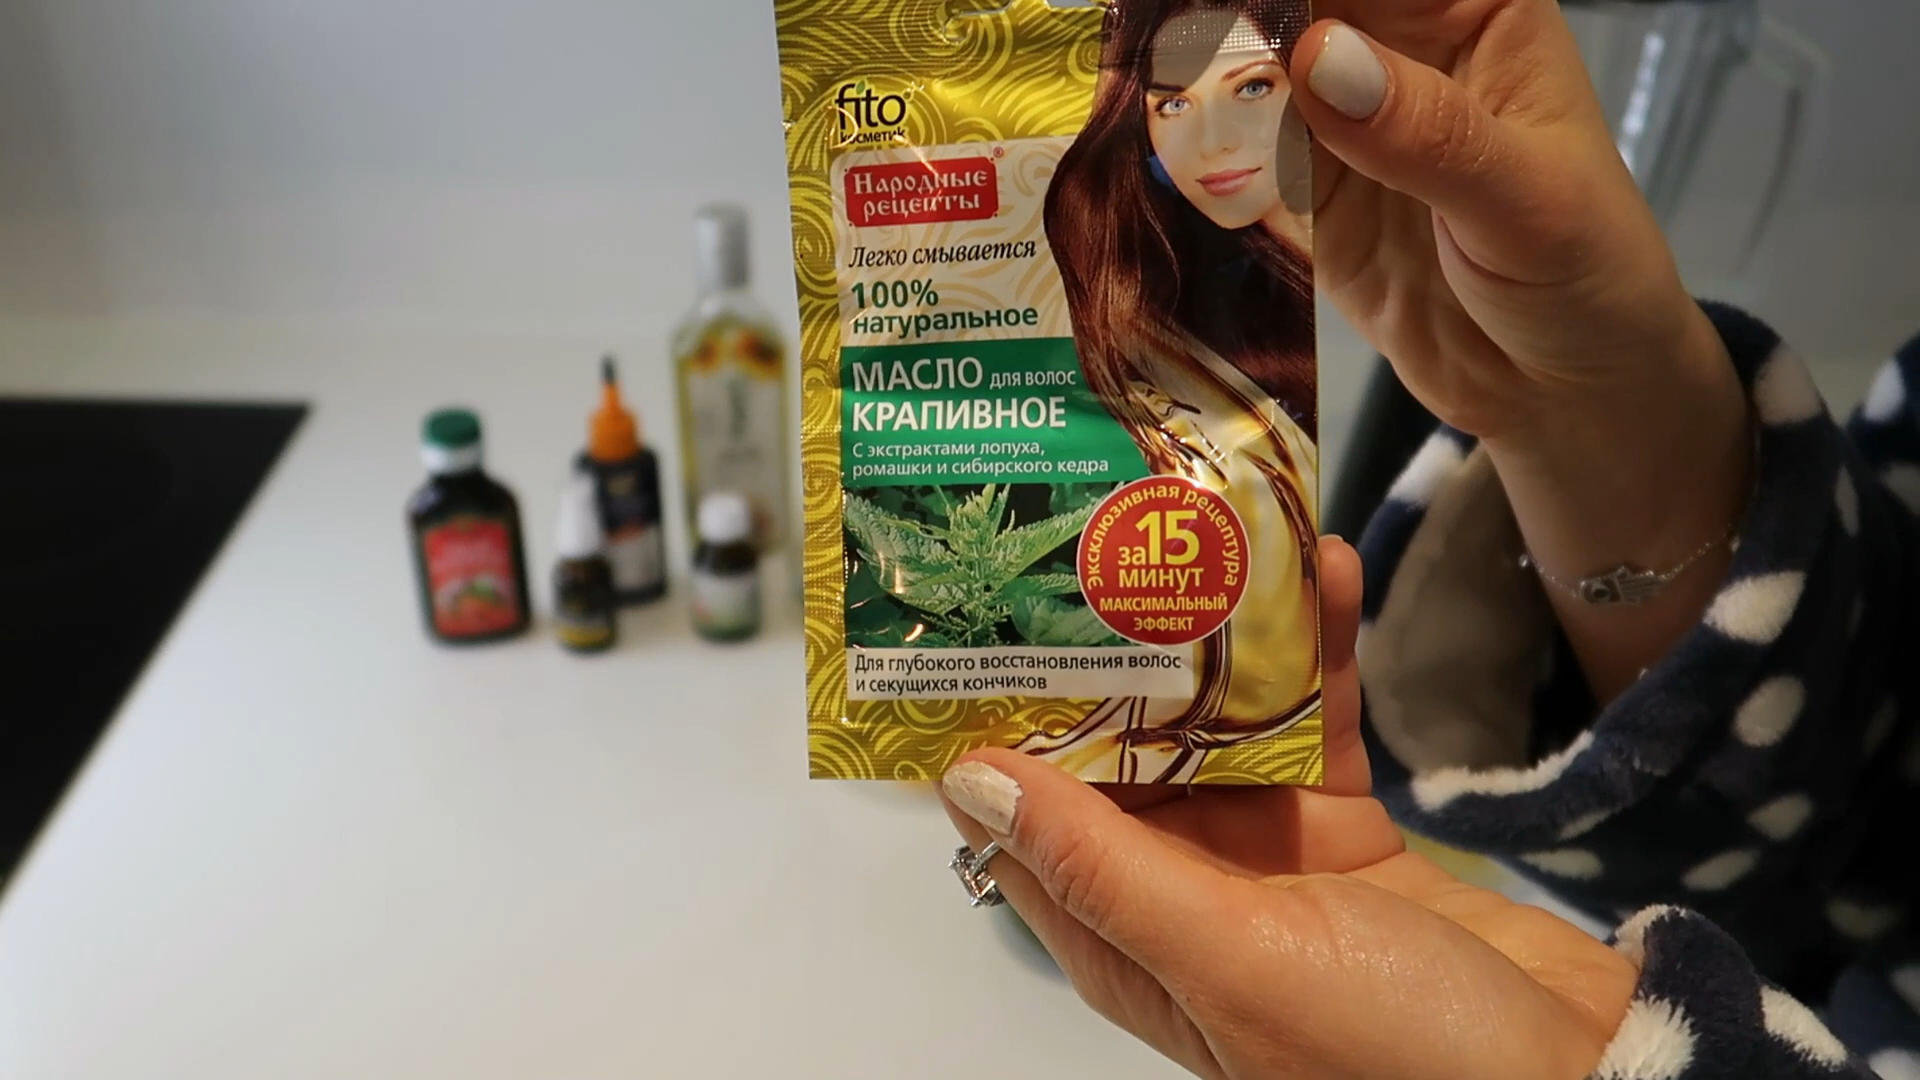 fito
косметик
Народные
рецепты
®
Легко смывается
100%
натуральное
МАСЛО для волос
КРАПИВНОЕ
С экстрактами лопуха,
ромашки и сибирского кедра
эксклюзивная рецептура
за 15
минут
максимальный
эффект
Для глубокого восстановления волос
и секущихся кончиков